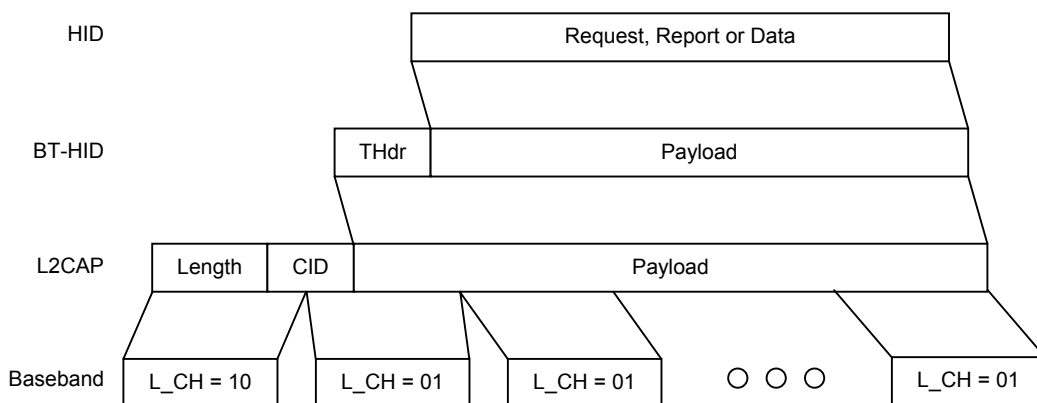 HID
Request, Report or Data
BT-HID
THdr
Payload
L2CAP
Length
CID
Payload
Baseband
L_CH = 10
L_CH = 01
L_CH = 01
L_CH = 01